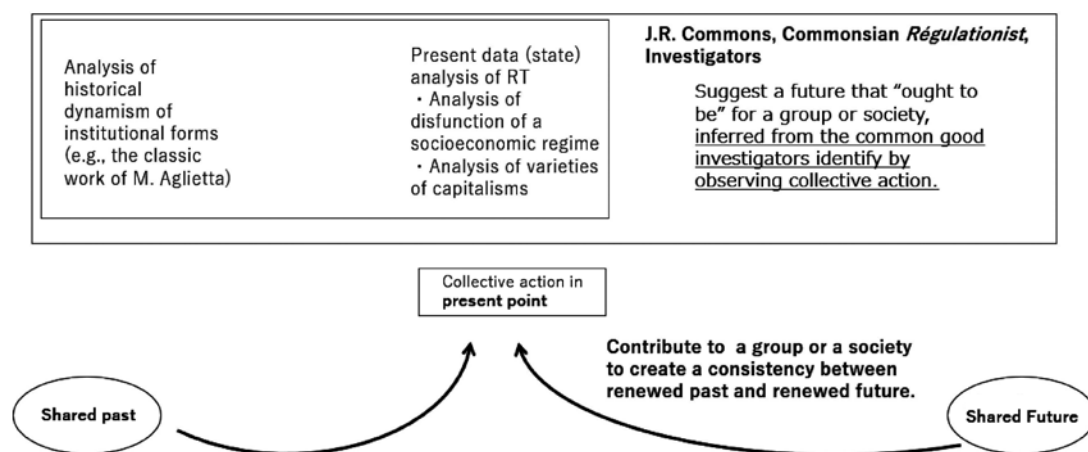 Analysis of
historical
dynamism of
institutional forms
(e.g., the classic
work of M. Aglietta)
Present data (state)
analysis of RT
・Analysis of
disfunction of a
socioeconomic regime
・Analysis of varieties
of capitalisms
J.R. Commons, Commonsian Régulationist,
Investigators
Suggest a future that “ought to
be” for a group or society,
inferred from the common good
investigators identify by
observing collective action.
Collective action in
present point
Contribute to a group or a society
to create a consistency between
renewed past and renewed future.
Shared past
Shared Future